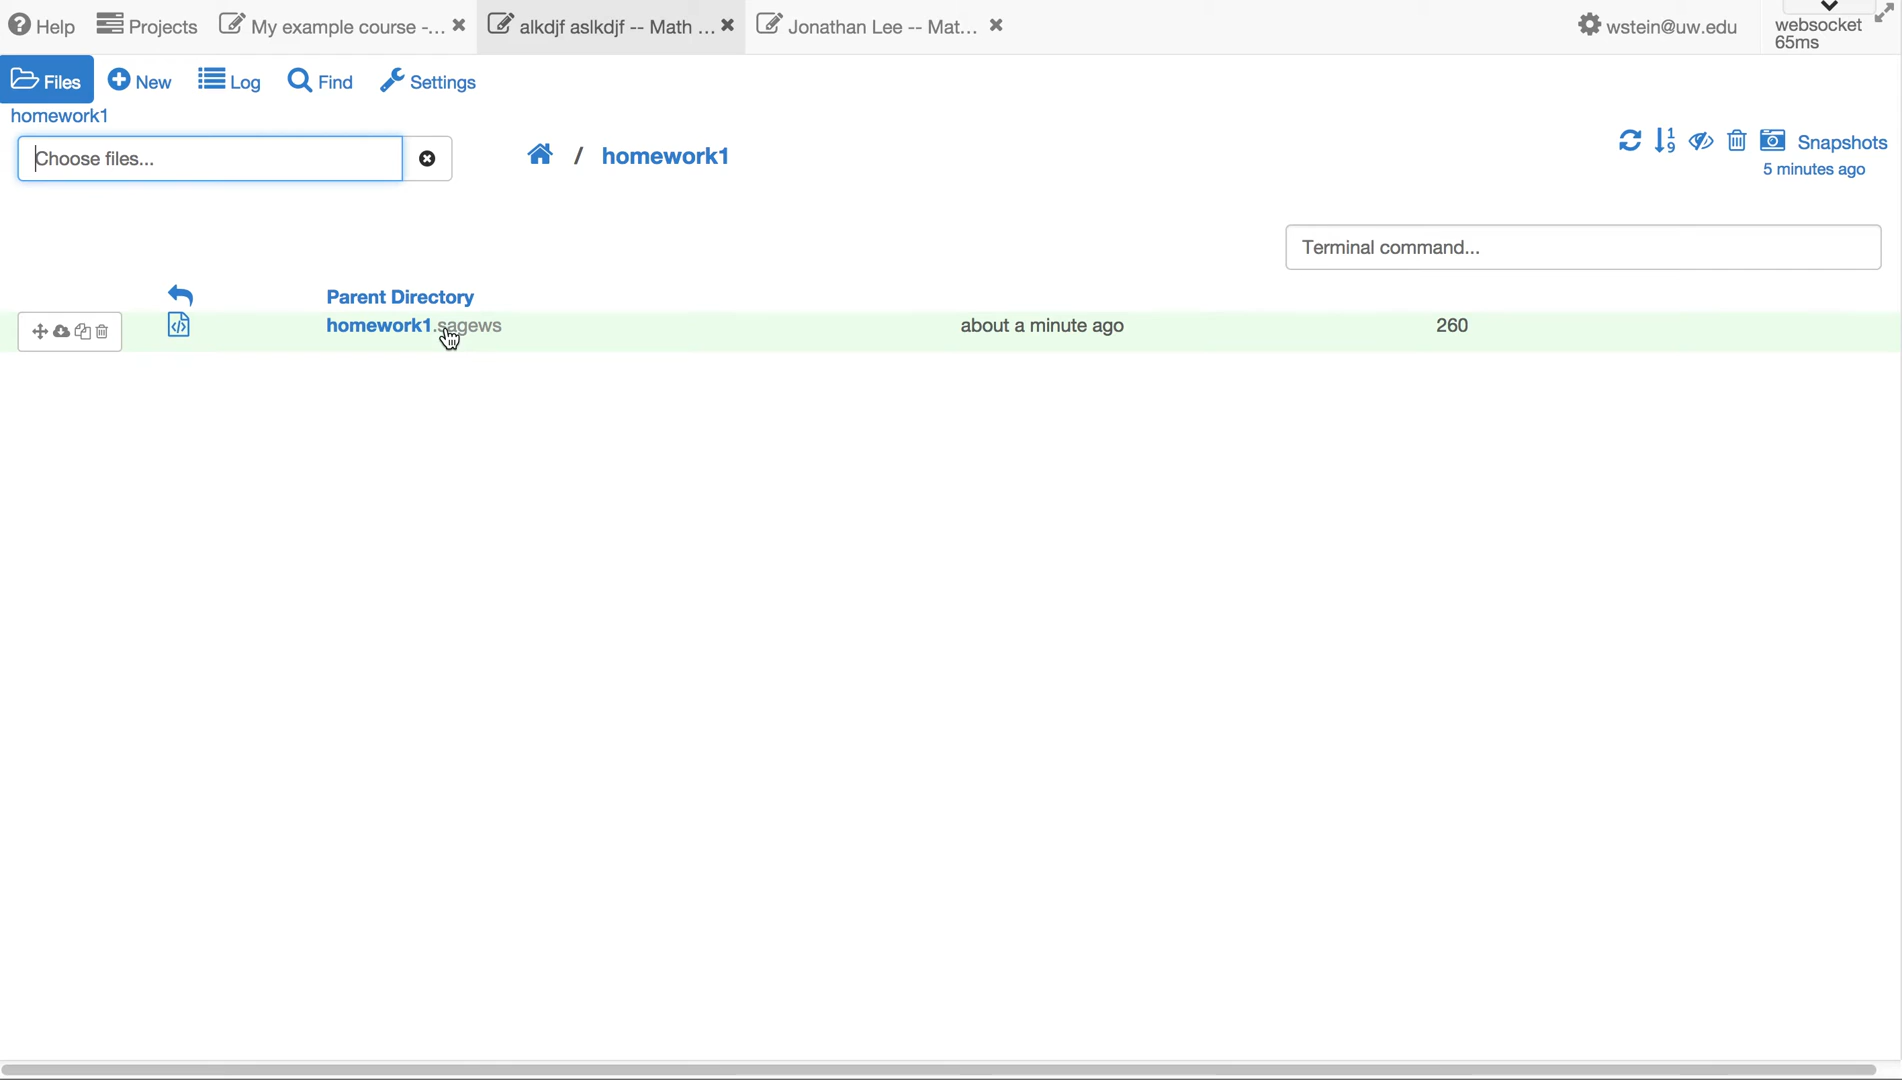 Help Projects My example course -... alkdjf aslkdjf -- Math ... Jonathan Lee -- Mat... wstein@uw.edu websocket
65ms
Files New Log Find Settings
homework1
Choose files... / homework1 Snapshots
5 minutes ago
Terminal command...
Parent Directory
homework1.sagews about a minute ago 260